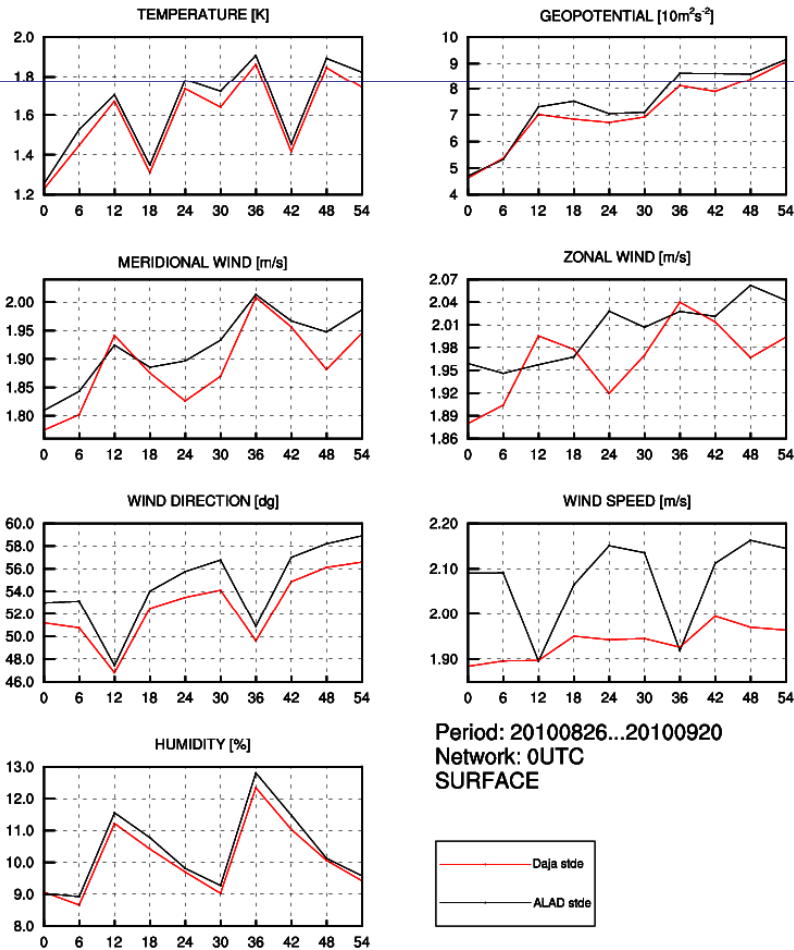 TEMPERATURE [K]
2.0
1.8
1.6
1.4
1.2
0 6 12 18 24 30 36 42 48 54
GEOPOTENTIAL [10m²s⁻²]
10
9
8
7
6
5
4
0 6 12 18 24 30 36 42 48 54
MERIDIONAL WIND [m/s]
2.00
1.95
1.90
1.85
1.80
0 6 12 18 24 30 36 42 48 54
ZONAL WIND [m/s]
2.07
2.04
2.01
1.98
1.95
1.92
1.89
1.86
0 6 12 18 24 30 36 42 48 54
WIND DIRECTION [dg]
60.0
58.0
56.0
54.0
52.0
50.0
48.0
46.0
0 6 12 18 24 30 36 42 48 54
WIND SPEED [m/s]
2.20
2.10
2.00
1.90
0 6 12 18 24 30 36 42 48 54
HUMIDITY [%]
13.0
12.0
11.0
10.0
9.0
8.0
0 6 12 18 24 30 36 42 48 54
Period: 20100826...20100920
Network: 0UTC
SURFACE
Daja stde
ALAD stde